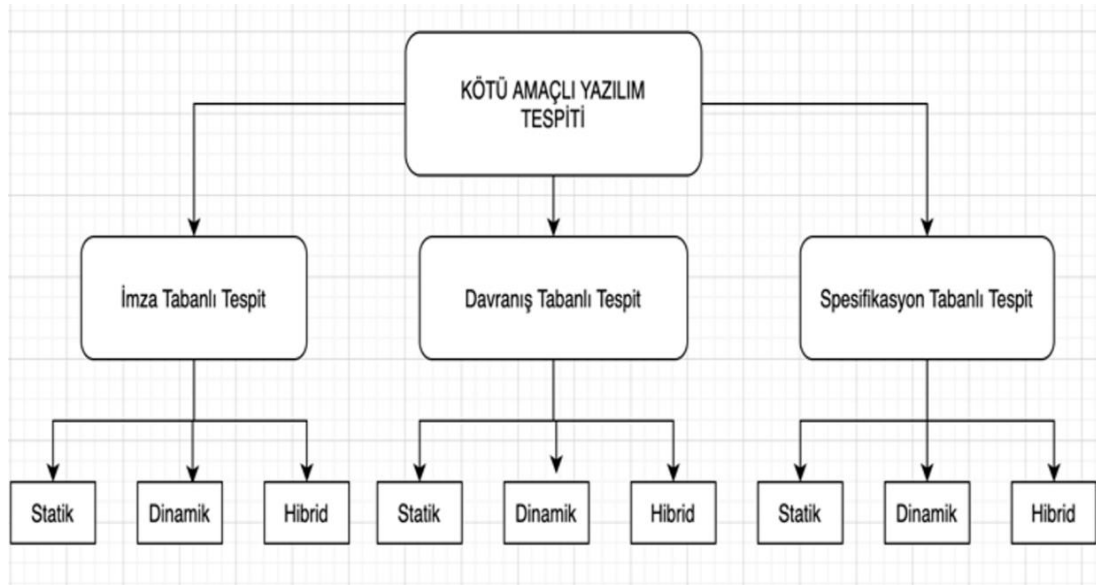 KÖTÜ AMAÇLI YAZILIM
TESPİTİ
İmza Tabanlı Tespit
Davranış Tabanlı Tespit
Spesifikasyon Tabanlı Tespit
Statik
Dinamik
Hibrid
Statik
Dinamik
Hibrid
Statik
Dinamik
Hibrid